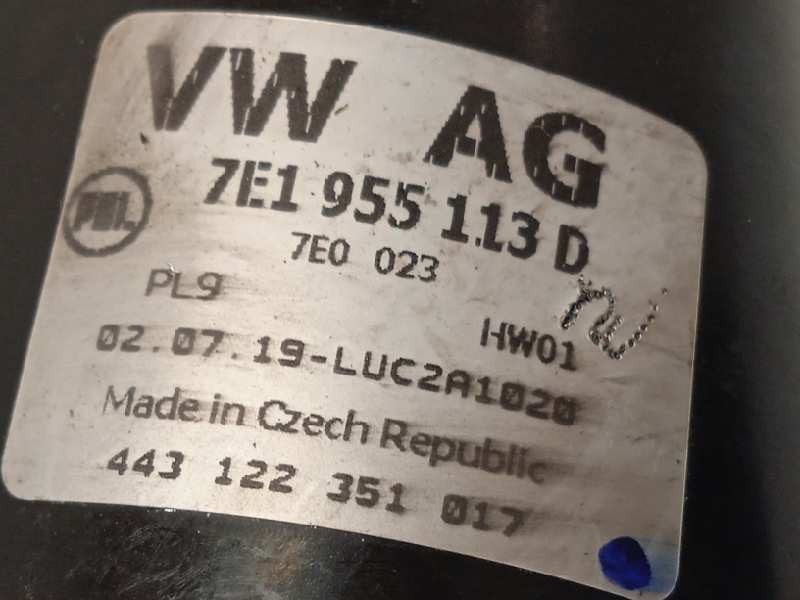 VW AG
7E1 955 113 D
7E0 023
PL9
HW01
02.07.19-LUC2A1020
Made in Czech Republic
443 122 351 017